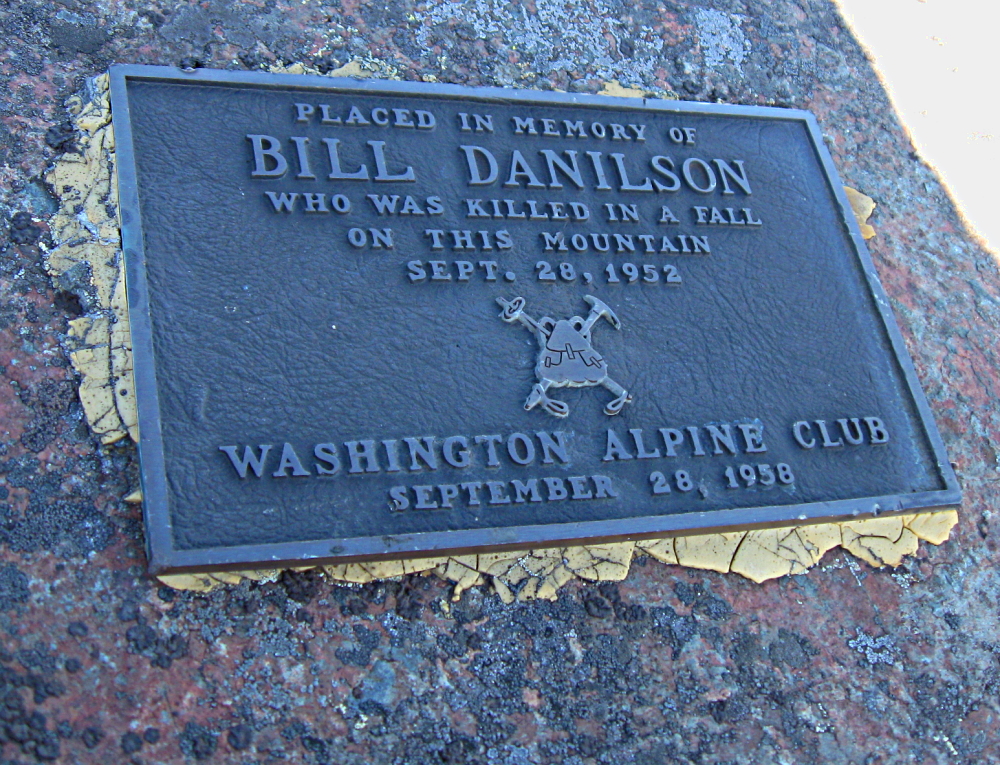 PLACED IN MEMORY OF
BILL DANILSON
WHO WAS KILLED IN A FALL
ON THIS MOUNTAIN
SEPT. 28, 1952
WASHINGTON ALPINE CLUB
SEPTEMBER 28, 1958